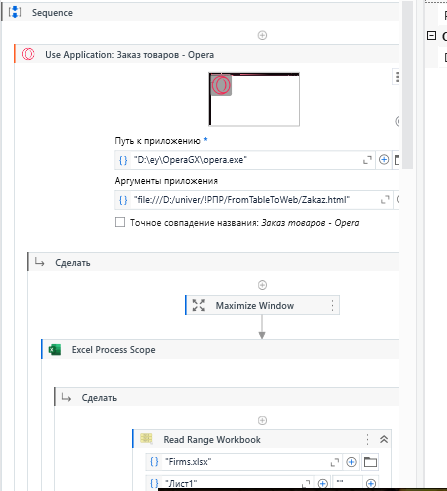 Sequence
Use Application: Заказ товаров - Opera
Путь к приложению *
"D:\ey\OperaGX\opera.exe"
Аргументы приложения
"file:///D:/univer/!РПР/FromTableToWeb/Zakaz.html"
Точное совпадение названия: Заказ товаров - Opera
Сделать
Maximize Window
Excel Process Scope
Сделать
Read Range Workbook
"Firms.xlsx"
"Лист1" ""